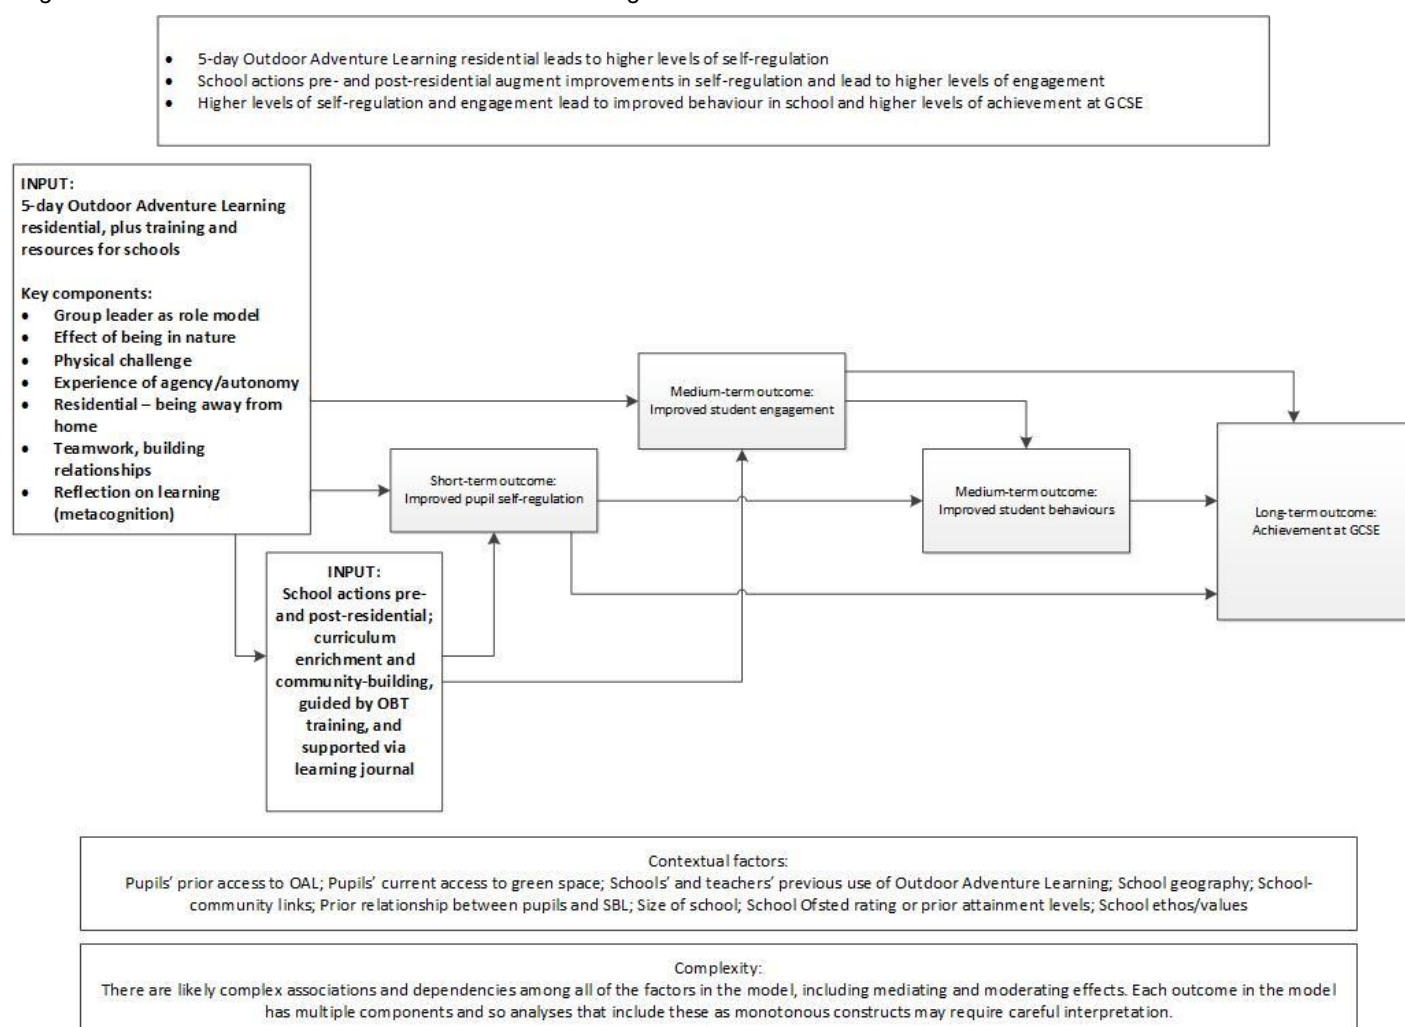 • 5-day Outdoor Adventure Learning residential leads to higher levels of self-regulation
• School actions pre- and post-residential augment improvements in self-regulation and lead to higher levels of engagement
• Higher levels of self-regulation and engagement lead to improved behaviour in school and higher levels of achievement at GCSE
INPUT:
5-day Outdoor Adventure Learning
residential, plus training and
resources for schools
Key components:
• Group leader as role model
• Effect of being in nature
• Physical challenge
• Experience of agency/autonomy
• Residential – being away from
home
• Teamwork, building
relationships
• Reflection on learning
(metacognition)
Medium-term outcome:
Improved student engagement
Short-term outcome:
Improved pupil self-regulation
Medium-term outcome:
Improved student behaviours
Long-term outcome:
Achievement at GCSE
INPUT:
School actions pre-
and post-residential;
curriculum
enrichment and
community-building,
guided by OBT
training, and
supported via
learning journal
Contextual factors:
Pupils' prior access to OAL; Pupils' current access to green space; Schools' and teachers' previous use of Outdoor Adventure Learning; School geography; School-
community links; Prior relationship between pupils and SBL; Size of school; School Ofsted rating or prior attainment levels; School ethos/values
Complexity:
There are likely complex associations and dependencies among all of the factors in the model, including mediating and moderating effects. Each outcome in the model
has multiple components and so analyses that include these as monotonous constructs may require careful interpretation.